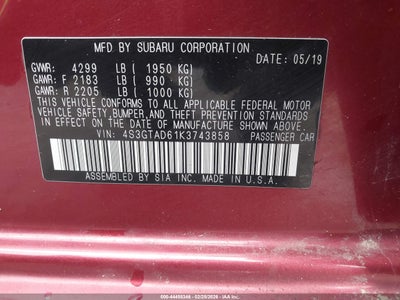 MFD BY SUBARU CORPORATION
GVWR: 4299 LB ( 1950 KG) 05/19
GAWR: F 2183 LB ( 990 KG)
GAWR: R 2205 LB ( 1000 KG)
THIS VEHICLE CONFORMS TO ALL APPLICABLE FEDERAL MOTOR
VEHICLE SAFETY, BUMPER, AND THEFT PREVENTION STANDARDS
IN EFFECT ON THE DATE OF MANUFACTURE SHOWN ABOVE.
VIN: 4S3GTAD61K3743858 PASSENGER CAR
ASSEMBLED BY SIA INC. MADE IN U.S.A.